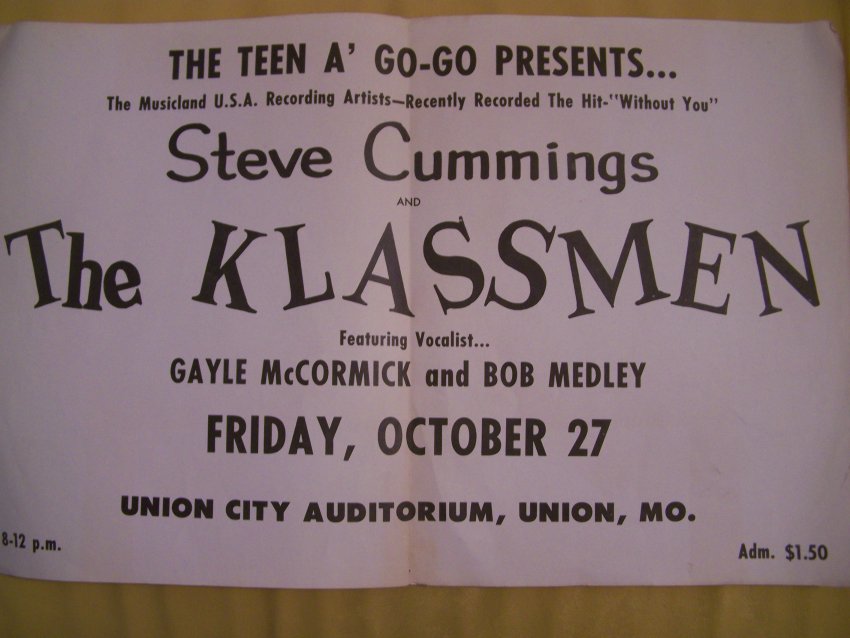 THE TEEN A' GO-GO PRESENTS...
The Musicland U.S.A. Recording Artists—Recently Recorded The Hit-"Without You"
Steve Cummings
AND
The KLASSMEN
Featuring Vocalist...
GAYLE McCORMICK and BOB MEDLEY
FRIDAY, OCTOBER 27
UNION CITY AUDITORIUM, UNION, MO.
8-12 p.m.
Adm. $1.50